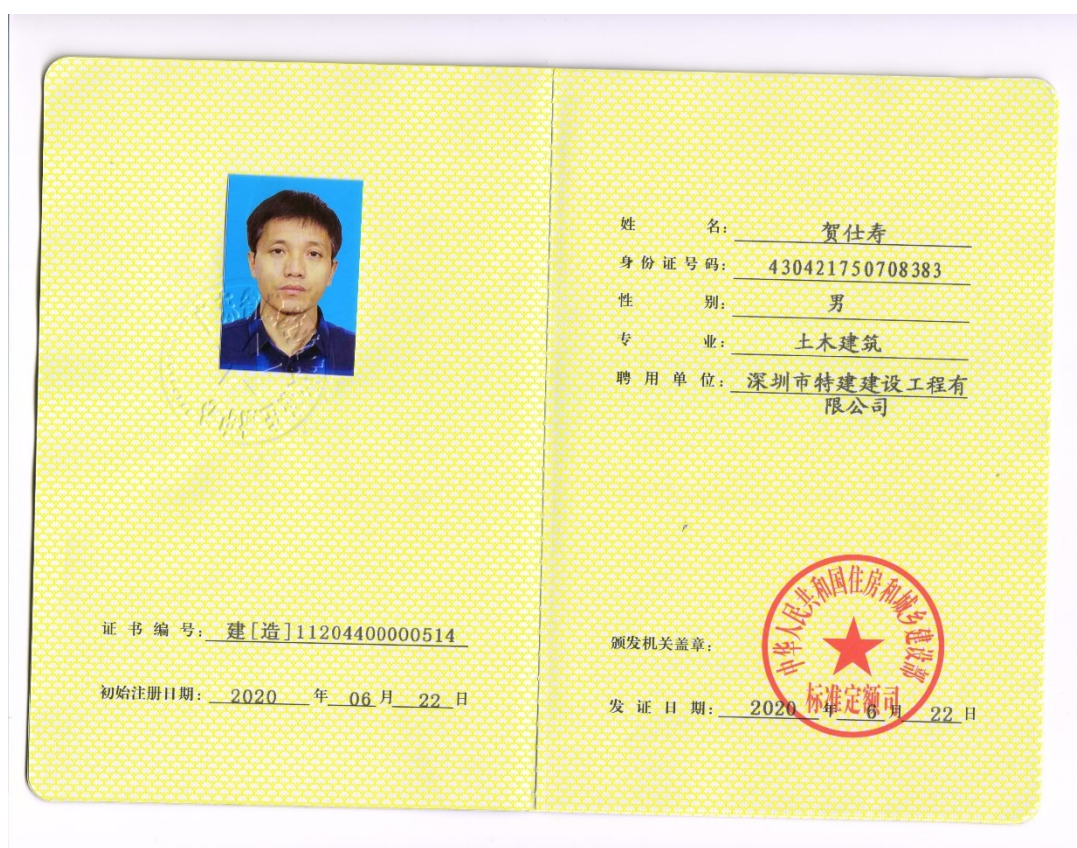 证书编号：建[造]11204400000514
初始注册日期：2020年06月22日
姓名：贺仕寿
身份证号码：430421750708383
性别：男
专业：土木建筑
聘用单位：深圳市特建建设工程有
限公司
中华人民共和国住房和城乡建设部
标准定额司
颁发机关盖章：
发证日期：2020年6月22日